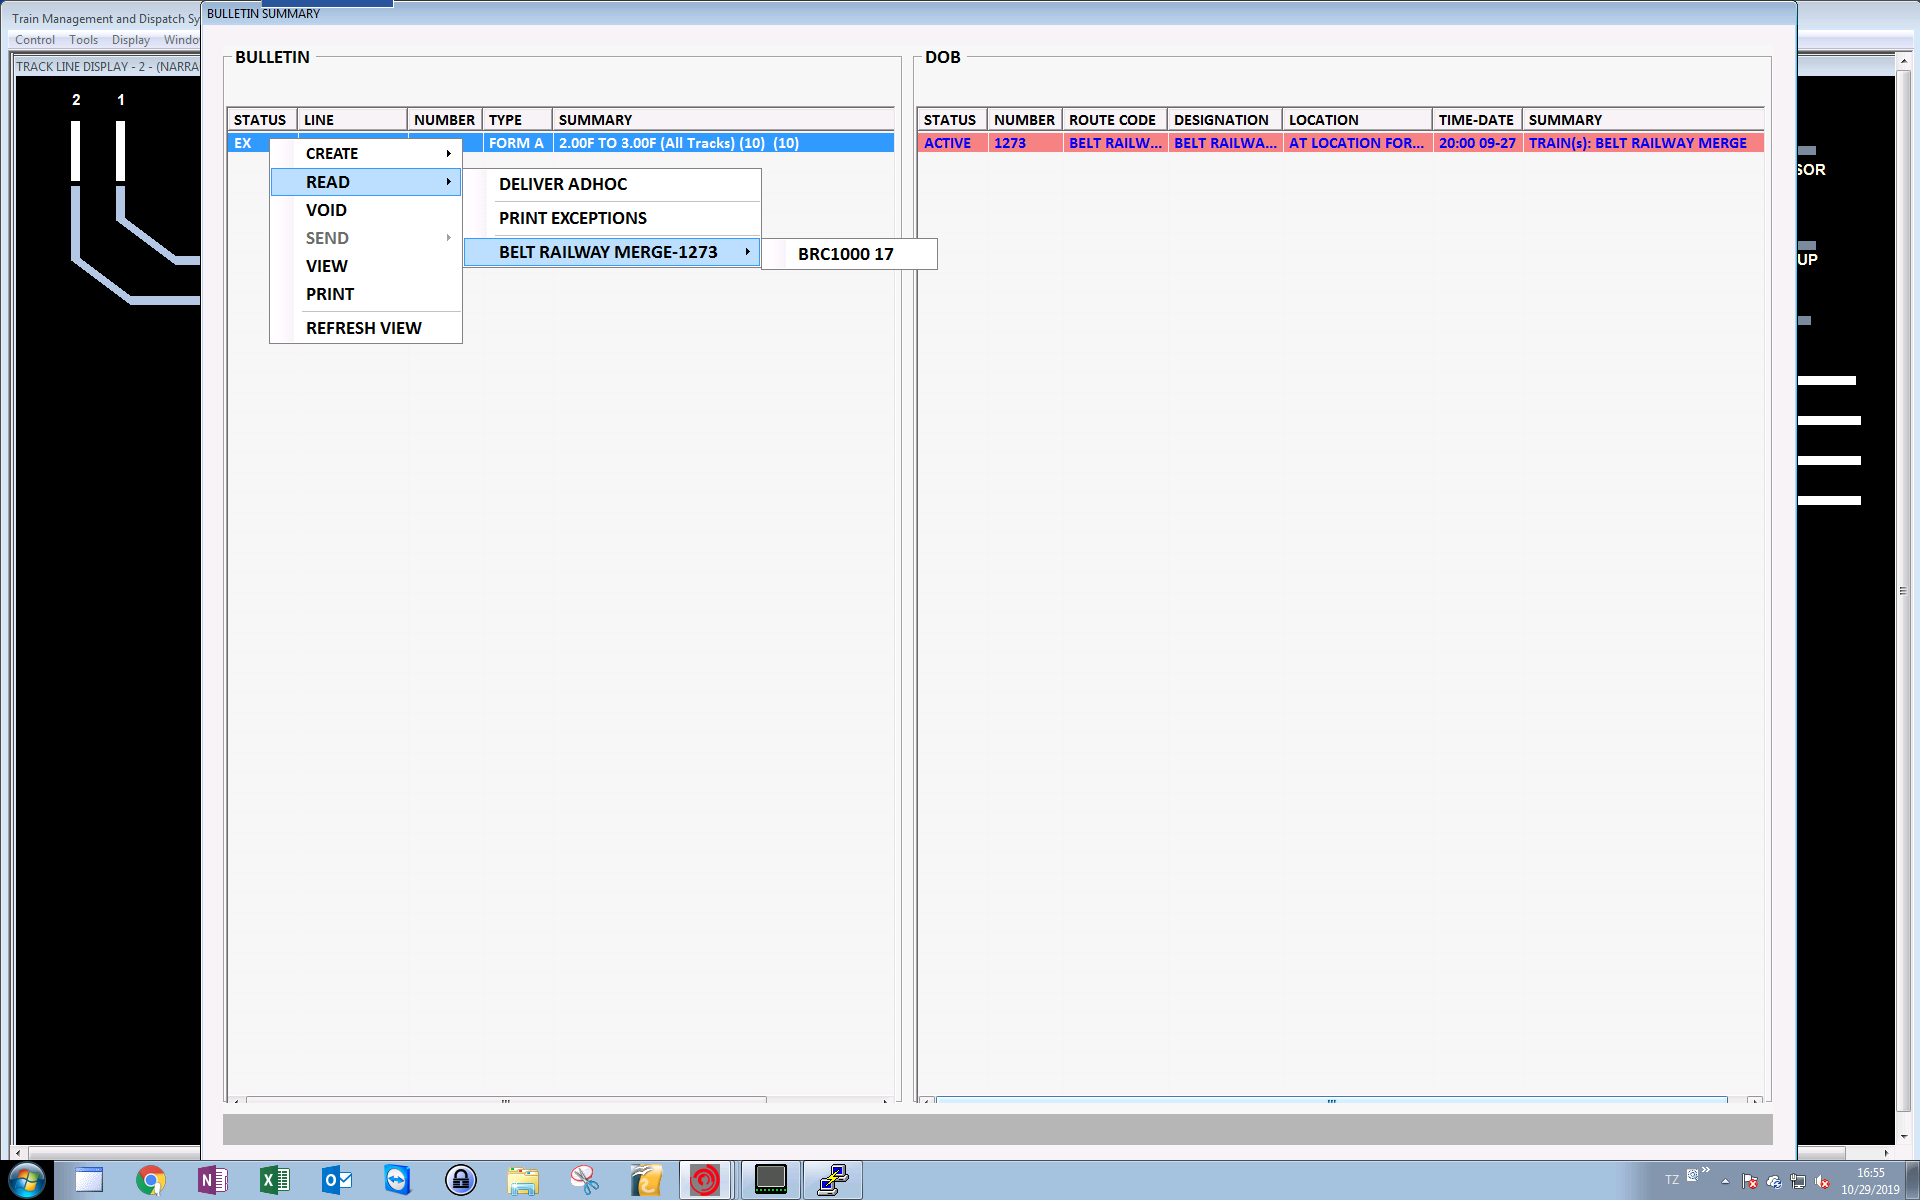 Train Management and Dispatch Sy
BULLETIN SUMMARY
Control Tools Display Windo
TRACK LINE DISPLAY - 2 - (NARRA
2 1
BULLETIN
STATUS LINE NUMBER TYPE SUMMARY
EX FORM A 2.00F TO 3.00F (All Tracks) (10) (10)
CREATE
READ
VOID
SEND
VIEW
PRINT
REFRESH VIEW
DELIVER ADHOC
PRINT EXCEPTIONS
BELT RAILWAY MERGE-1273
BRC1000 17
DOB
STATUS NUMBER ROUTE CODE DESIGNATION LOCATION TIME-DATE SUMMARY
ACTIVE 1273 BELT RAILW... BELT RAILWA... AT LOCATION FOR... 20:00 09-27 TRAIN(s): BELT RAILWAY MERGE
SOR
UP
TZ
16:55
10/29/2019